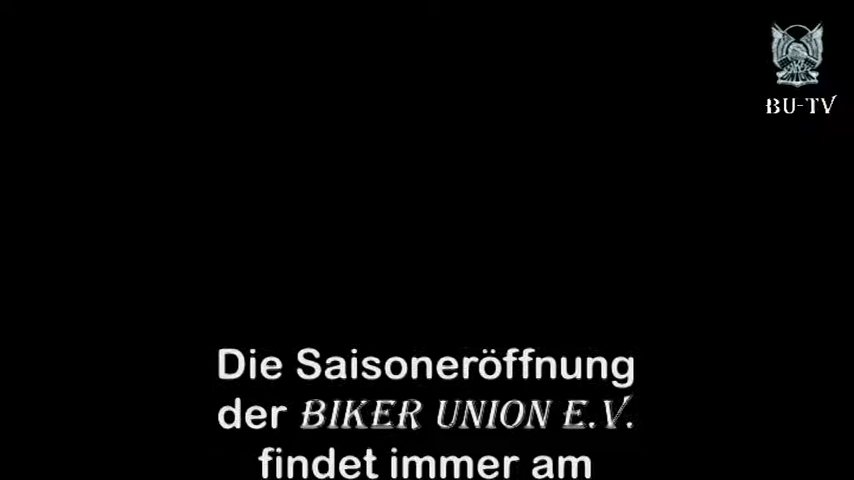 BU-TV
Die Saisoneröffnung
der BIKER UNION E.V.
findet immer am